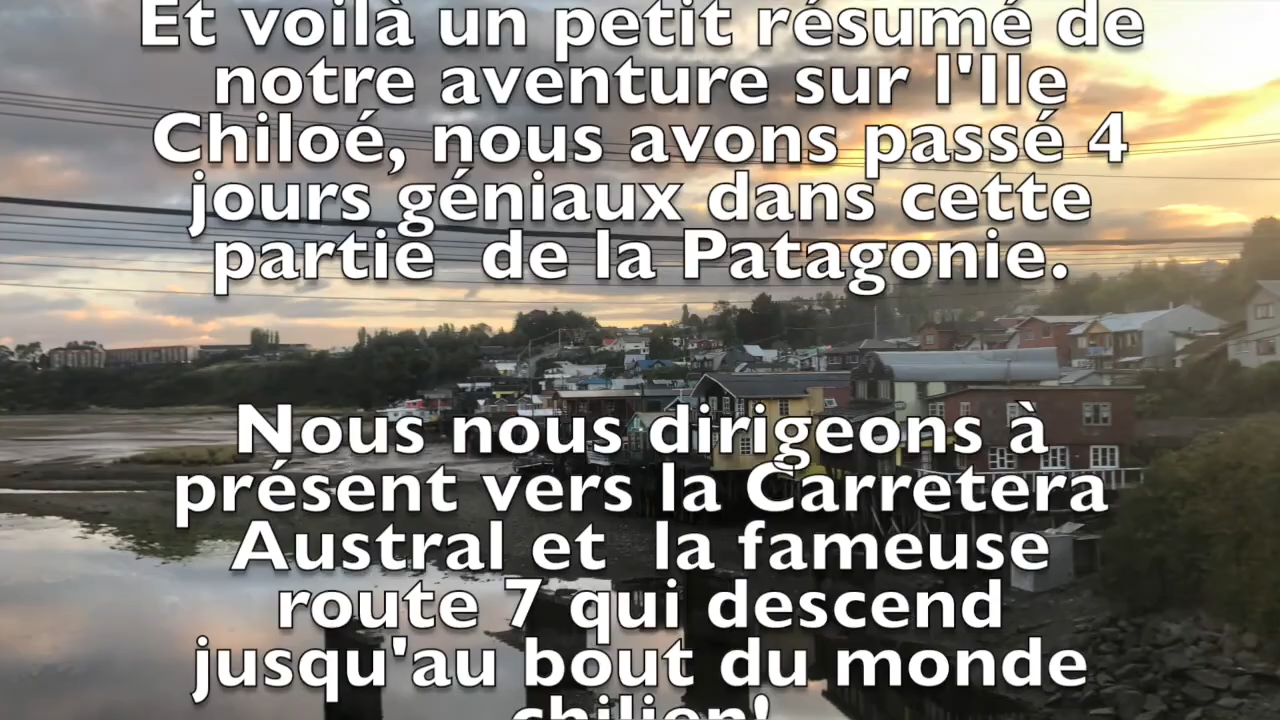 Et voilà un petit résumé de
notre aventure sur l'Ile
Chiloé, nous avons passé 4
jours géniaux dans cette
partie  de la Patagonie.
Nous nous dirigeons à
présent vers la Carretera
Austral et  la fameuse
route 7 qui descend
jusqu'au bout du monde
chilien!